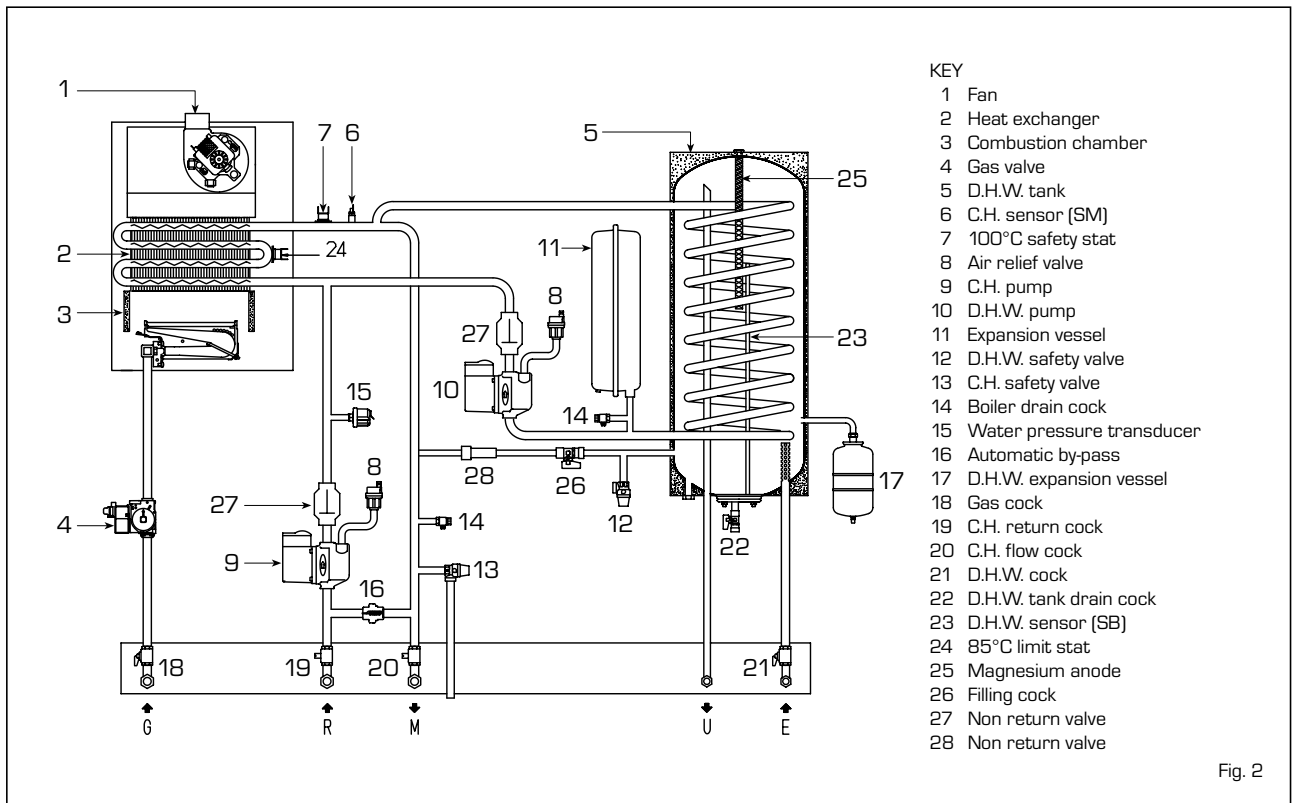 1
7 6
5
25
2
24
11
8
3
27
23
10
15
14
8
28
26
17
27
12
4
14
22
9
13
16
18
19
20
21
G
R
M
U
E
KEY
1 Fan
2 Heat exchanger
3 Combustion chamber
4 Gas valve
5 D.H.W. tank
6 C.H. sensor (SM)
7 100°C safety stat
8 Air relief valve
9 C.H. pump
10 D.H.W. pump
11 Expansion vessel
12 D.H.W. safety valve
13 C.H. safety valve
14 Boiler drain cock
15 Water pressure transducer
16 Automatic by-pass
17 D.H.W. expansion vessel
18 Gas cock
19 C.H. return cock
20 C.H. flow cock
21 D.H.W. cock
22 D.H.W. tank drain cock
23 D.H.W. sensor (SB)
24 85°C limit stat
25 Magnesium anode
26 Filling cock
27 Non return valve
28 Non return valve
Fig. 2